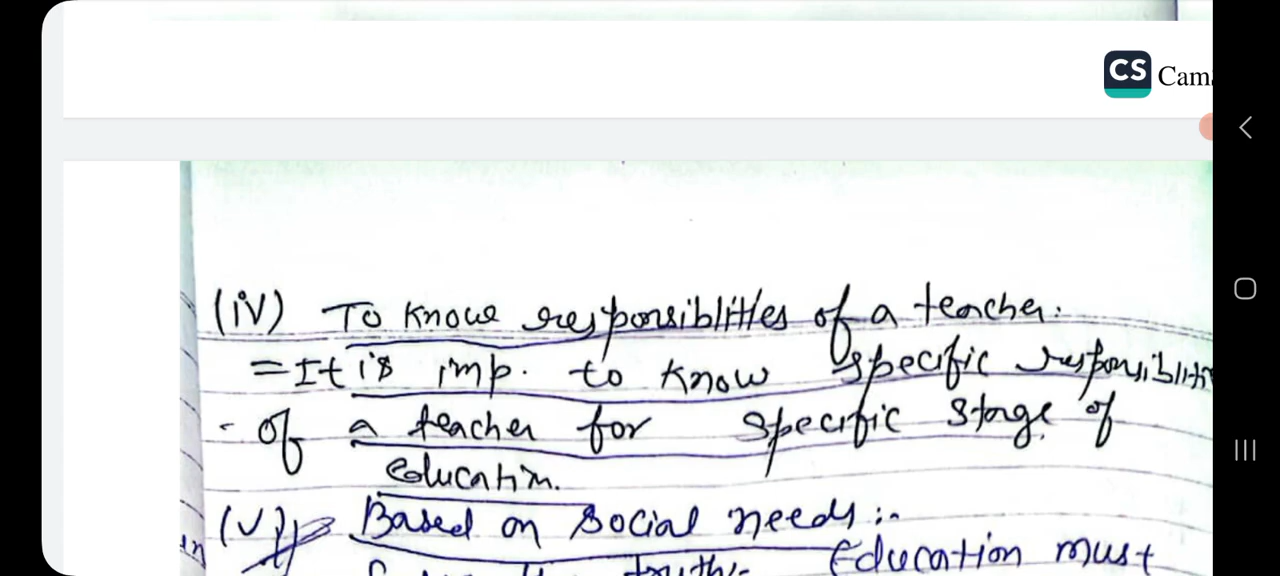 CS Cam
(iv) To know responsiblities of a teacher.
= It is imp. to know specific responsibiliti
- of a teacher for specific stage of
education.
(v) Based on social needs :-
Education must